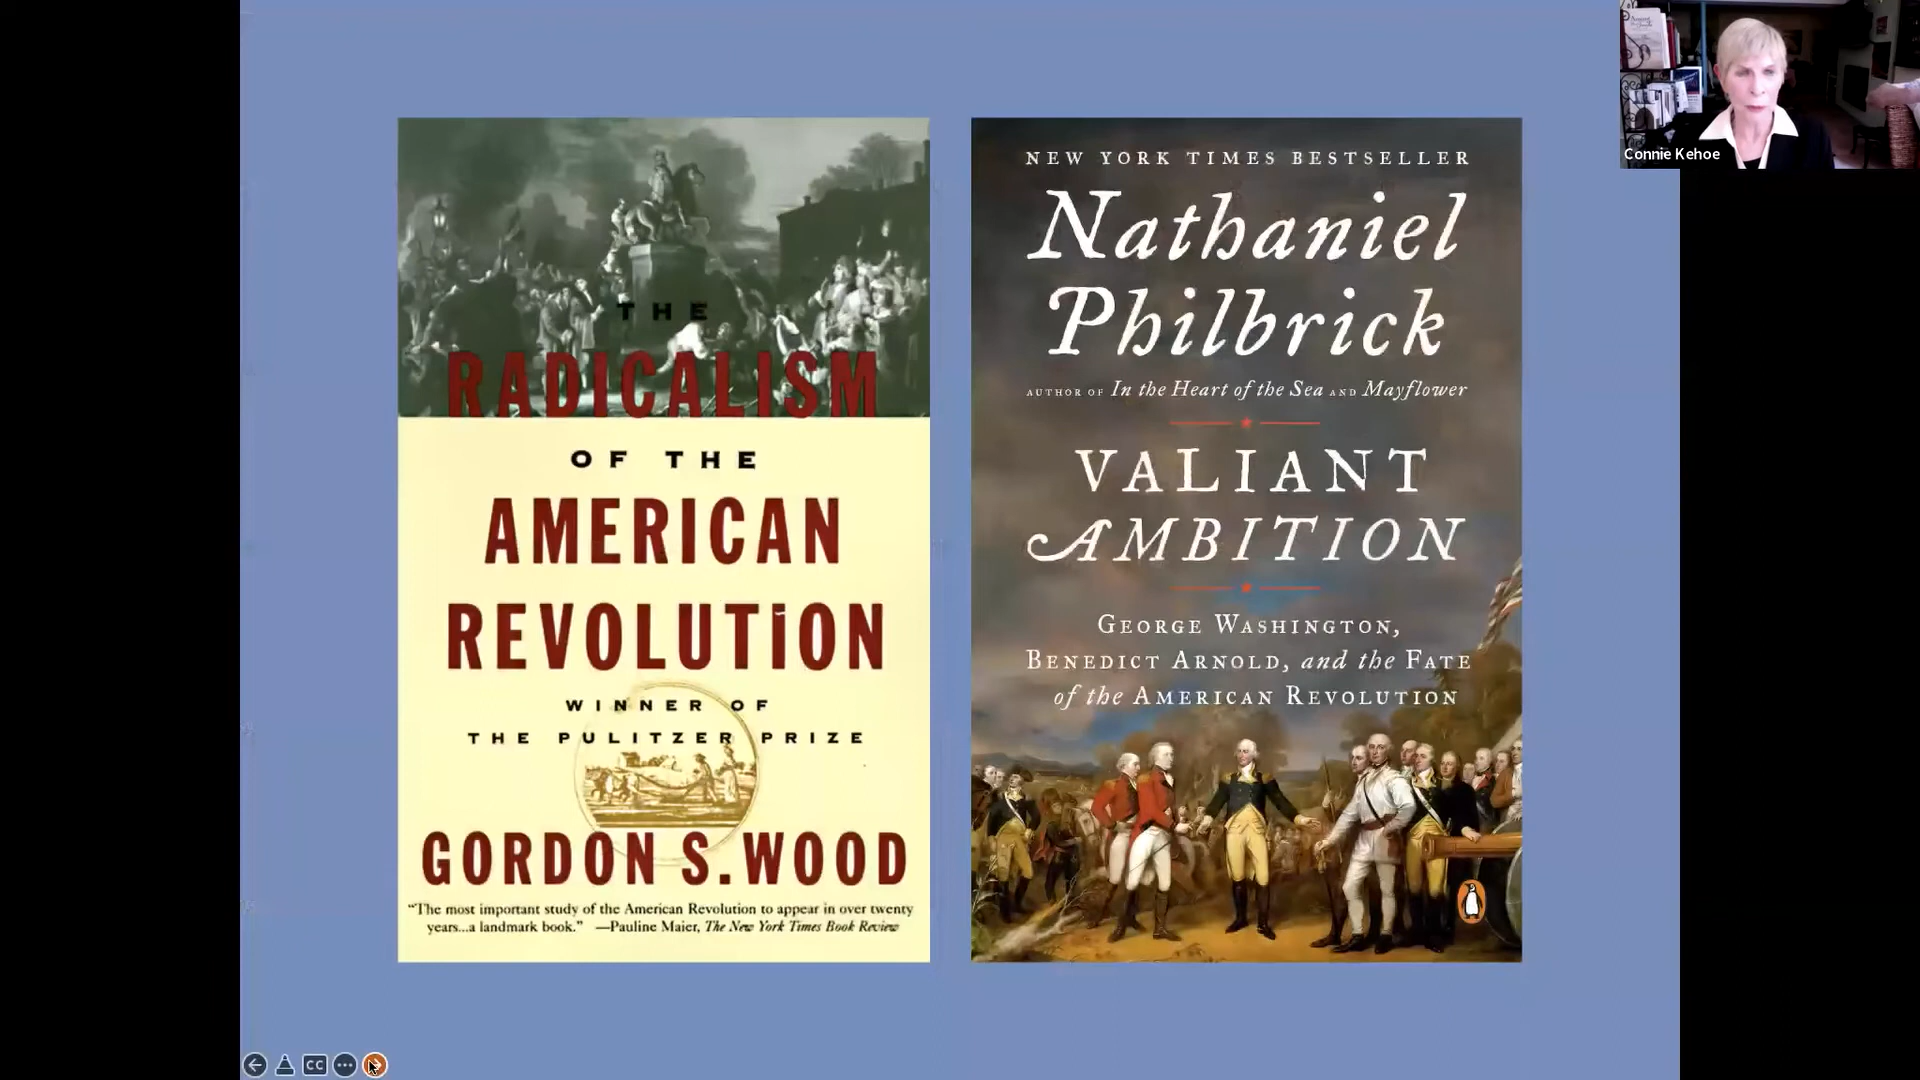 THE
RADICALISM
OF THE
AMERICAN
REVOLUTION
WINNER OF
THE PULITZER PRIZE
GORDON S. WOOD
“The most important study of the American Revolution to appear in over twenty
years...a landmark book.” —Pauline Maier, The New York Times Book Review
NEW YORK TIMES BESTSELLER
Nathaniel
Philbrick
AUTHOR OF In the Heart of the Sea AND Mayflower
VALIANT
AMBITION
GEORGE WASHINGTON,
BENEDICT ARNOLD, and the FATE
of the AMERICAN REVOLUTION
Connie Kehoe
CC